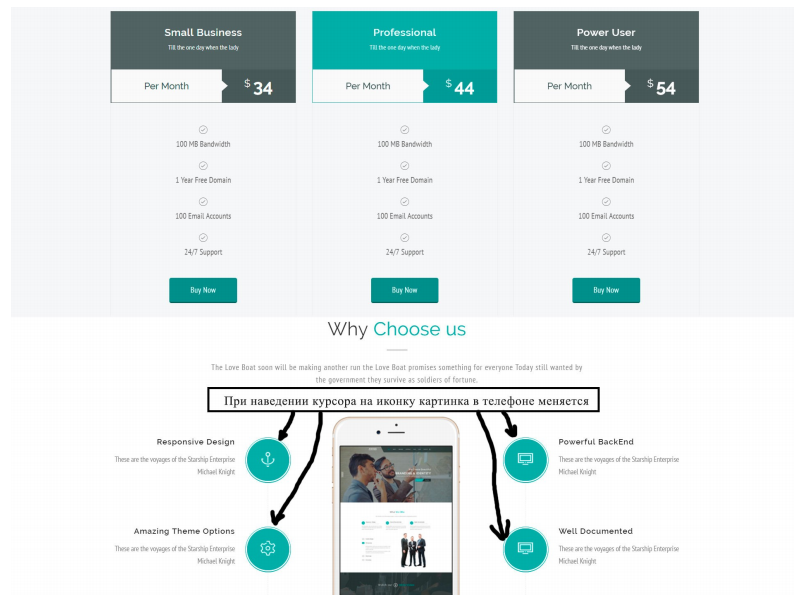 Small Business
Till the one day when the lady
Per Month
$ 34
100 MB Bandwidth
1 Year Free Domain
100 Email Accounts
24/7 Support
Buy Now
Professional
Till the one day when the lady
Per Month
$ 44
100 MB Bandwidth
1 Year Free Domain
100 Email Accounts
24/7 Support
Buy Now
Power User
Till the one day when the lady
Per Month
$ 54
100 MB Bandwidth
1 Year Free Domain
100 Email Accounts
24/7 Support
Buy Now
Why Choose us
The Love Boat soon will be making another run the Love Boat promises something for everyone Today still wanted by
the government they survive as soldiers of fortune.
При наведении курсора на иконку картинка в телефоне меняется
Responsive Design
These are the voyages of the Starship Enterprise
Michael Knight
Amazing Theme Options
These are the voyages of the Starship Enterprise
Michael Knight
Powerful BackEnd
These are the voyages of the Starship Enterprise
Michael Knight
Well Documented
These are the voyages of the Starship Enterprise
Michael Knight